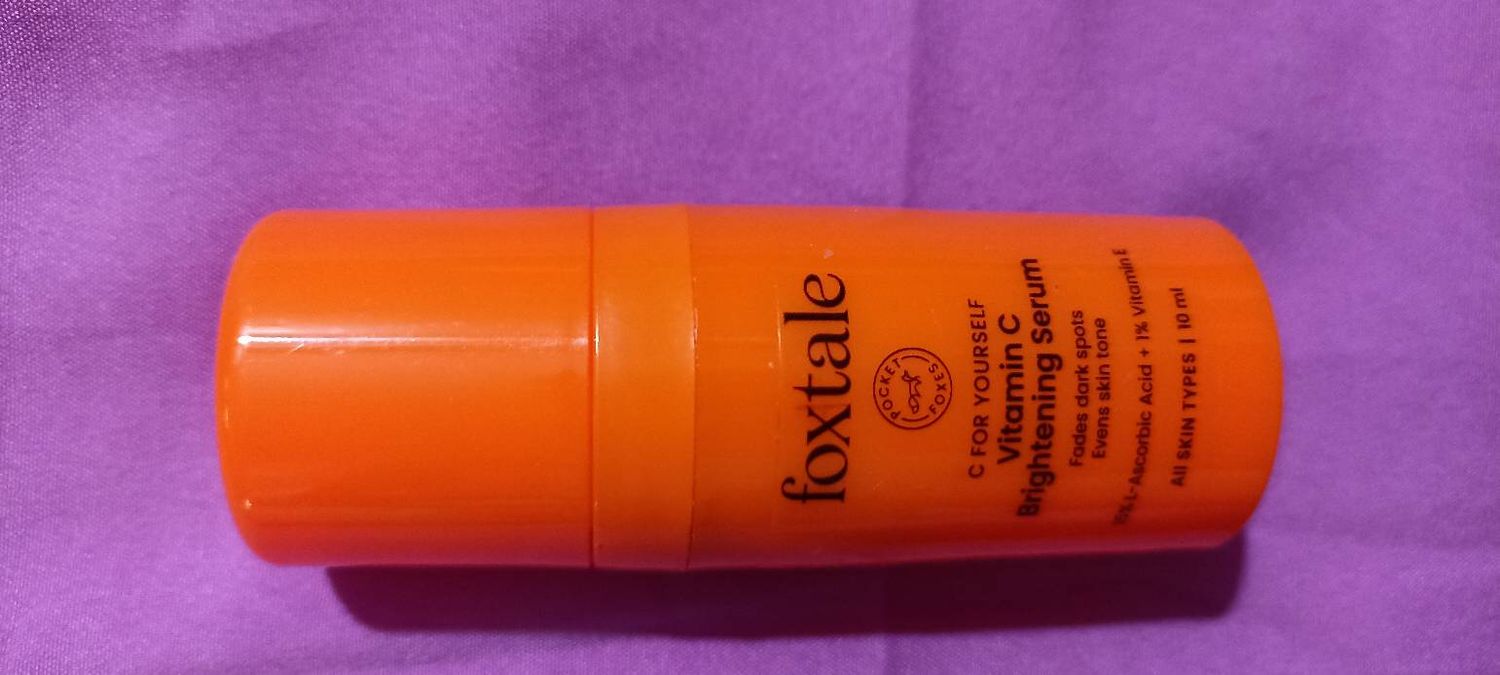 foxtale
POCKET
FOXES
C FOR YOURSELF
Vitamin C
Brightening Serum
Fades dark spots
Evens skin tone
15% L-Ascorbic Acid + 1% Vitamin E
All SKIN TYPES | 10 ml